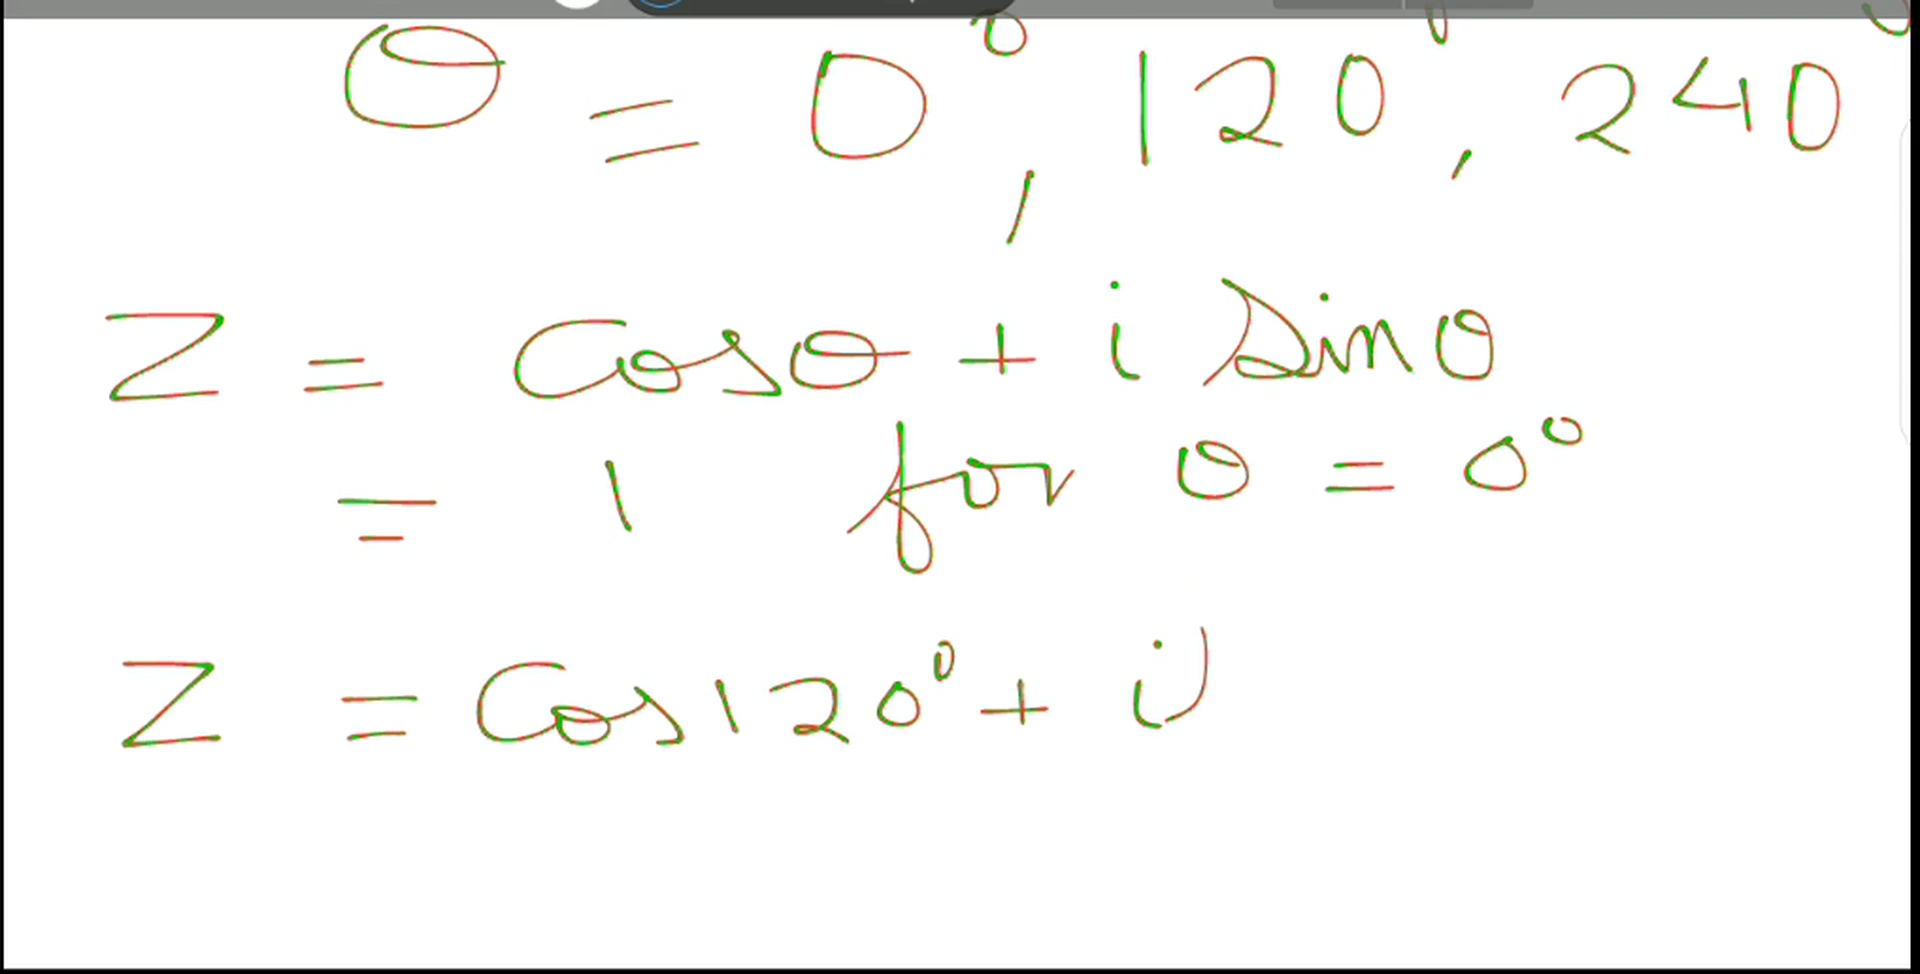 θ = 0°, 120°, 240°
Z = Cosθ + i Sinθ
= 1 for θ = 0°
Z = Cos120° + i